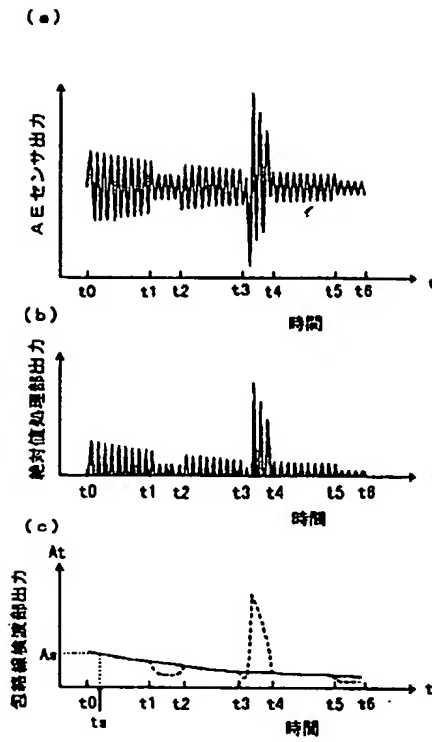 (a)
AEセンサ出力
t0 t1 t2 t3 t4 t5 t6
t
時間
(b)
絶対値処理部出力
t0 t1 t2 t3 t4 t5 t6
t
時間
(c)
At
包絡線検波部出力
As
ts
t0 t1 t2 t3 t4 t5 t6
t
時間